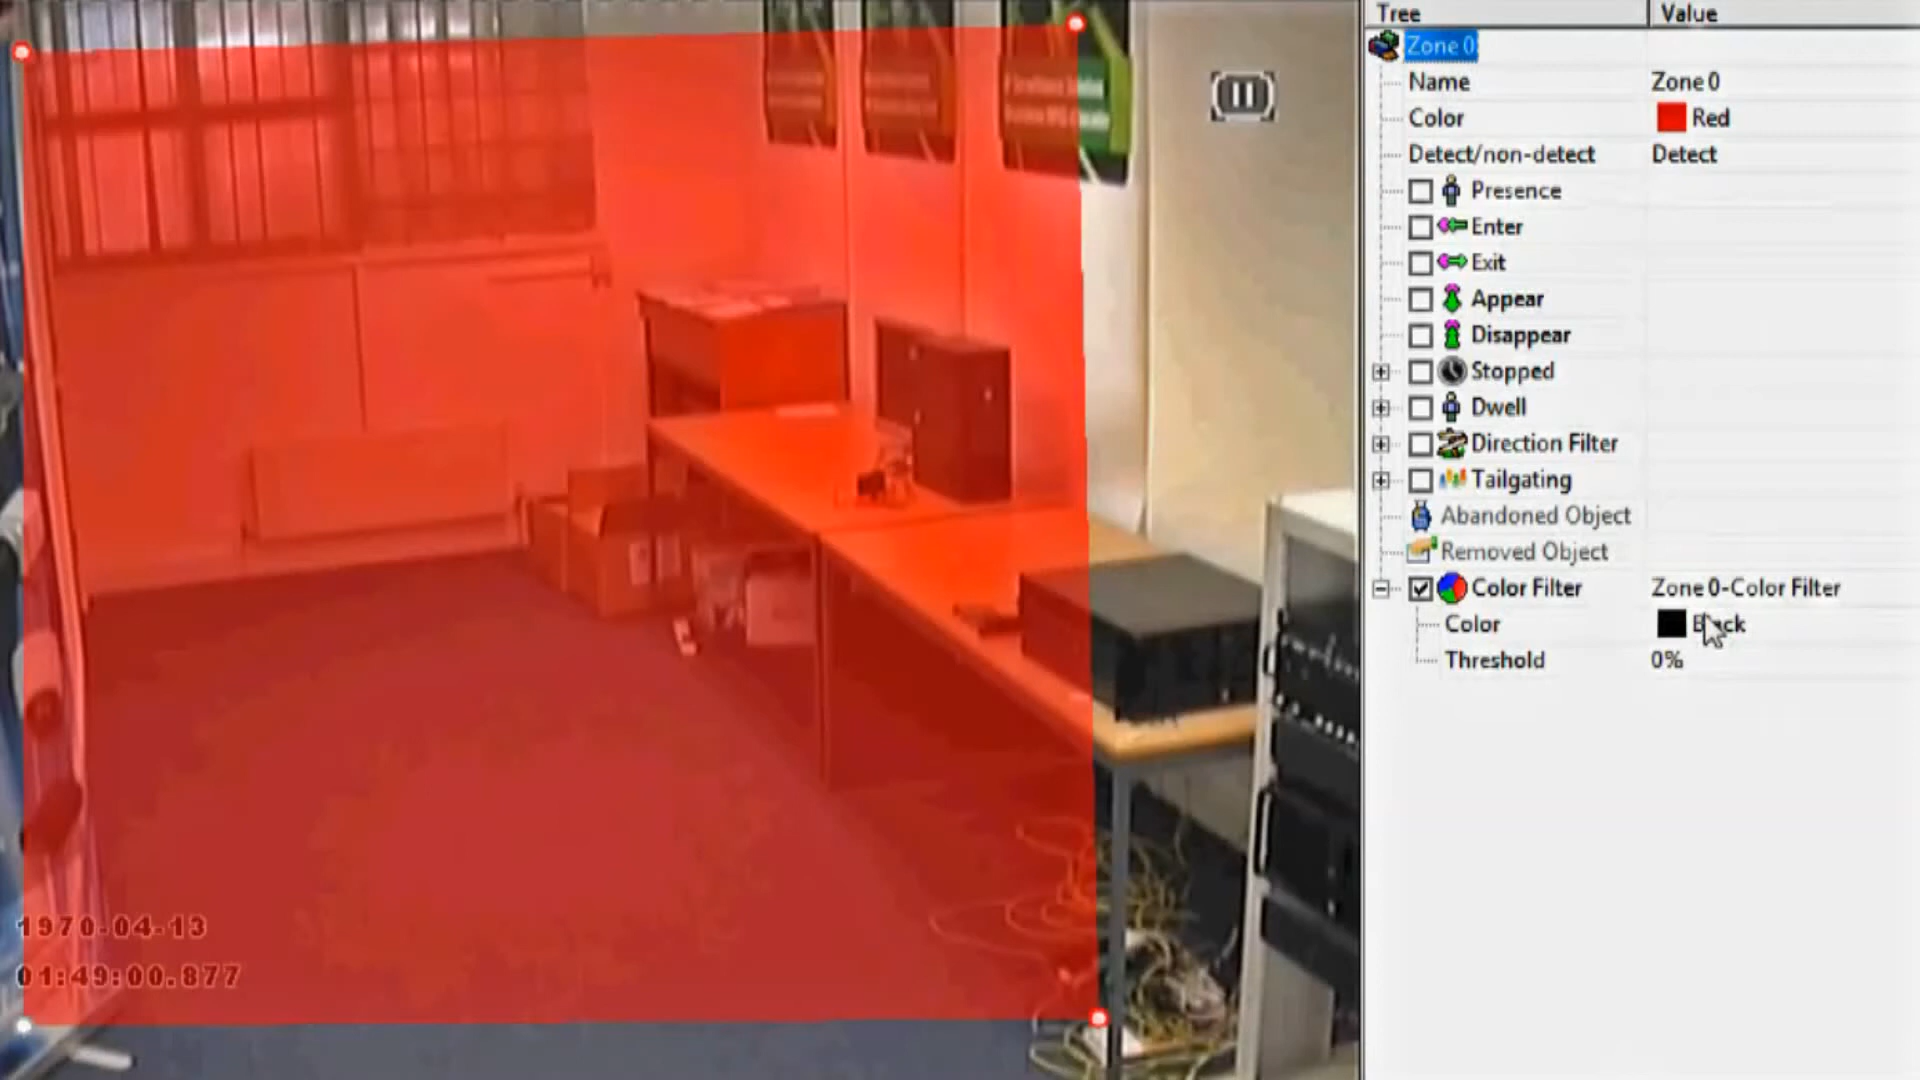 Tree Value
Zone 0
Name Zone 0
Color Red
Detect/non-detect Detect
Presence
Enter
Exit
Appear
Disappear
Stopped
Dwell
Direction Filter
Tailgating
Abandoned Object
Removed Object
Color Filter Zone 0-Color Filter
Color
Threshold 0%
1970-04-13
01:49:00.877